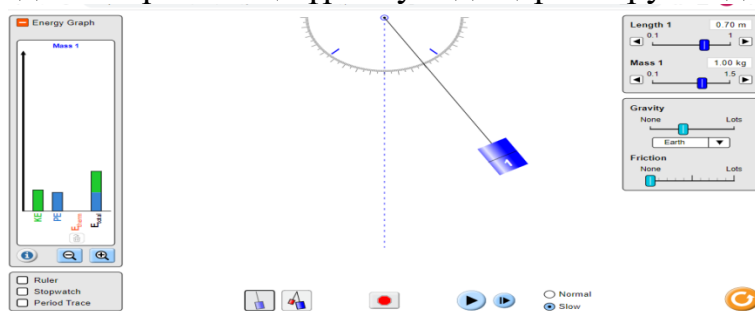 Energy Graph
Mass 1
KE
PE
Etherm
Etotal
Ruler
Stopwatch
Period Trace
1
Normal
Slow
Length 1 0.70 m
0.1 1
Mass 1 1.00 kg
0.1 1.5
Gravity
None Lots
Earth
Friction
None Lots